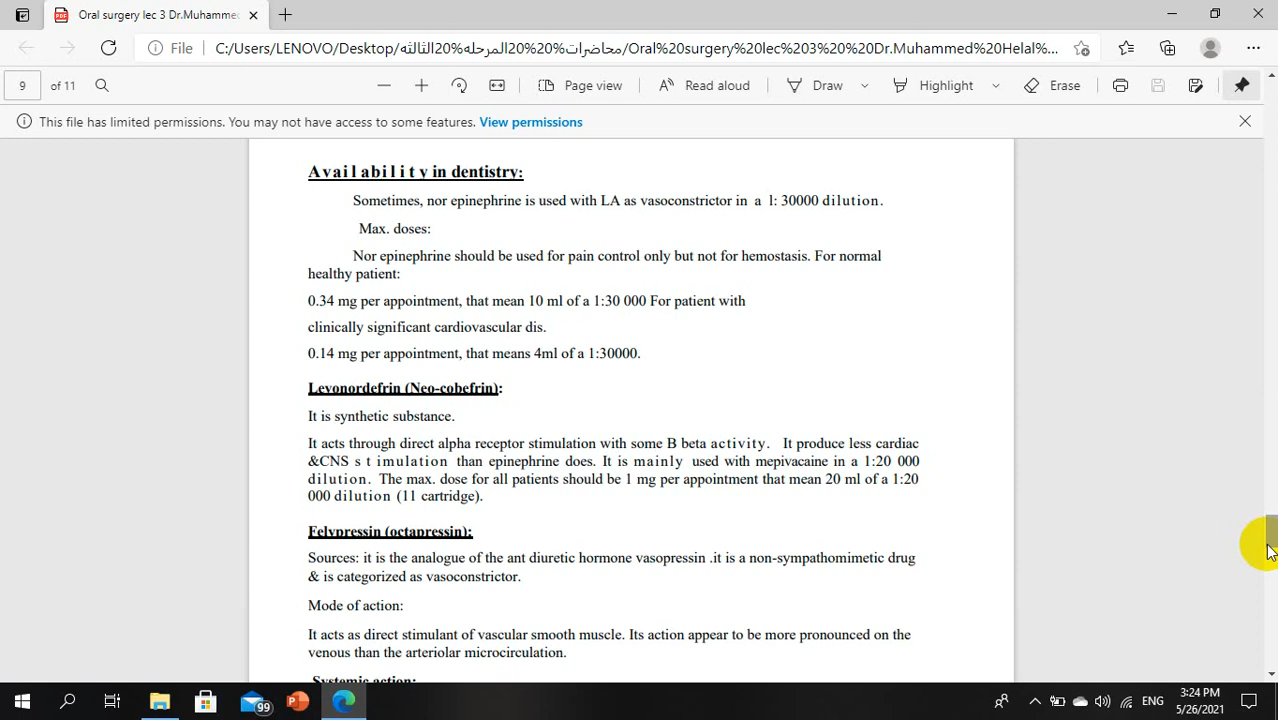 Oral surgery lec 3 Dr.Muhamme
File
C:/Users/LENOVO/Desktop/محاضرات%20%20المرحله%20الثالثه/Oral%20surgery%20lec%203%20%20Dr.Muhammed%20Helal%...
9 of 11
Page view
Read aloud
Draw
Highlight
Erase
This file has limited permissions. You may not have access to some features. View permissions
Availability in dentistry:
Sometimes, nor epinephrine is used with LA as vasoconstrictor in a l: 30000 dilution.
Max. doses:
Nor epinephrine should be used for pain control only but not for hemostasis. For normal
healthy patient:
0.34 mg per appointment, that mean 10 ml of a 1:30 000 For patient with
clinically significant cardiovascular dis.
0.14 mg per appointment, that means 4ml of a 1:30000.
Levonordefrin (Neo-cobefrin):
It is synthetic substance.
It acts through direct alpha receptor stimulation with some B beta activity. It produce less cardiac
&CNS s t imulation than epinephrine does. It is mainly used with mepivacaine in a 1:20 000
dilution. The max. dose for all patients should be 1 mg per appointment that mean 20 ml of a 1:20
000 dilution (11 cartridge).
Felypressin (octapressin):
Sources: it is the analogue of the ant diuretic hormone vasopressin .it is a non-sympathomimetic drug
& is categorized as vasoconstrictor.
Mode of action:
It acts as direct stimulant of vascular smooth muscle. Its action appear to be more pronounced on the
venous than the arteriolar microcirculation.
Systemic action:
99
ENG
3:24 PM
5/26/2021